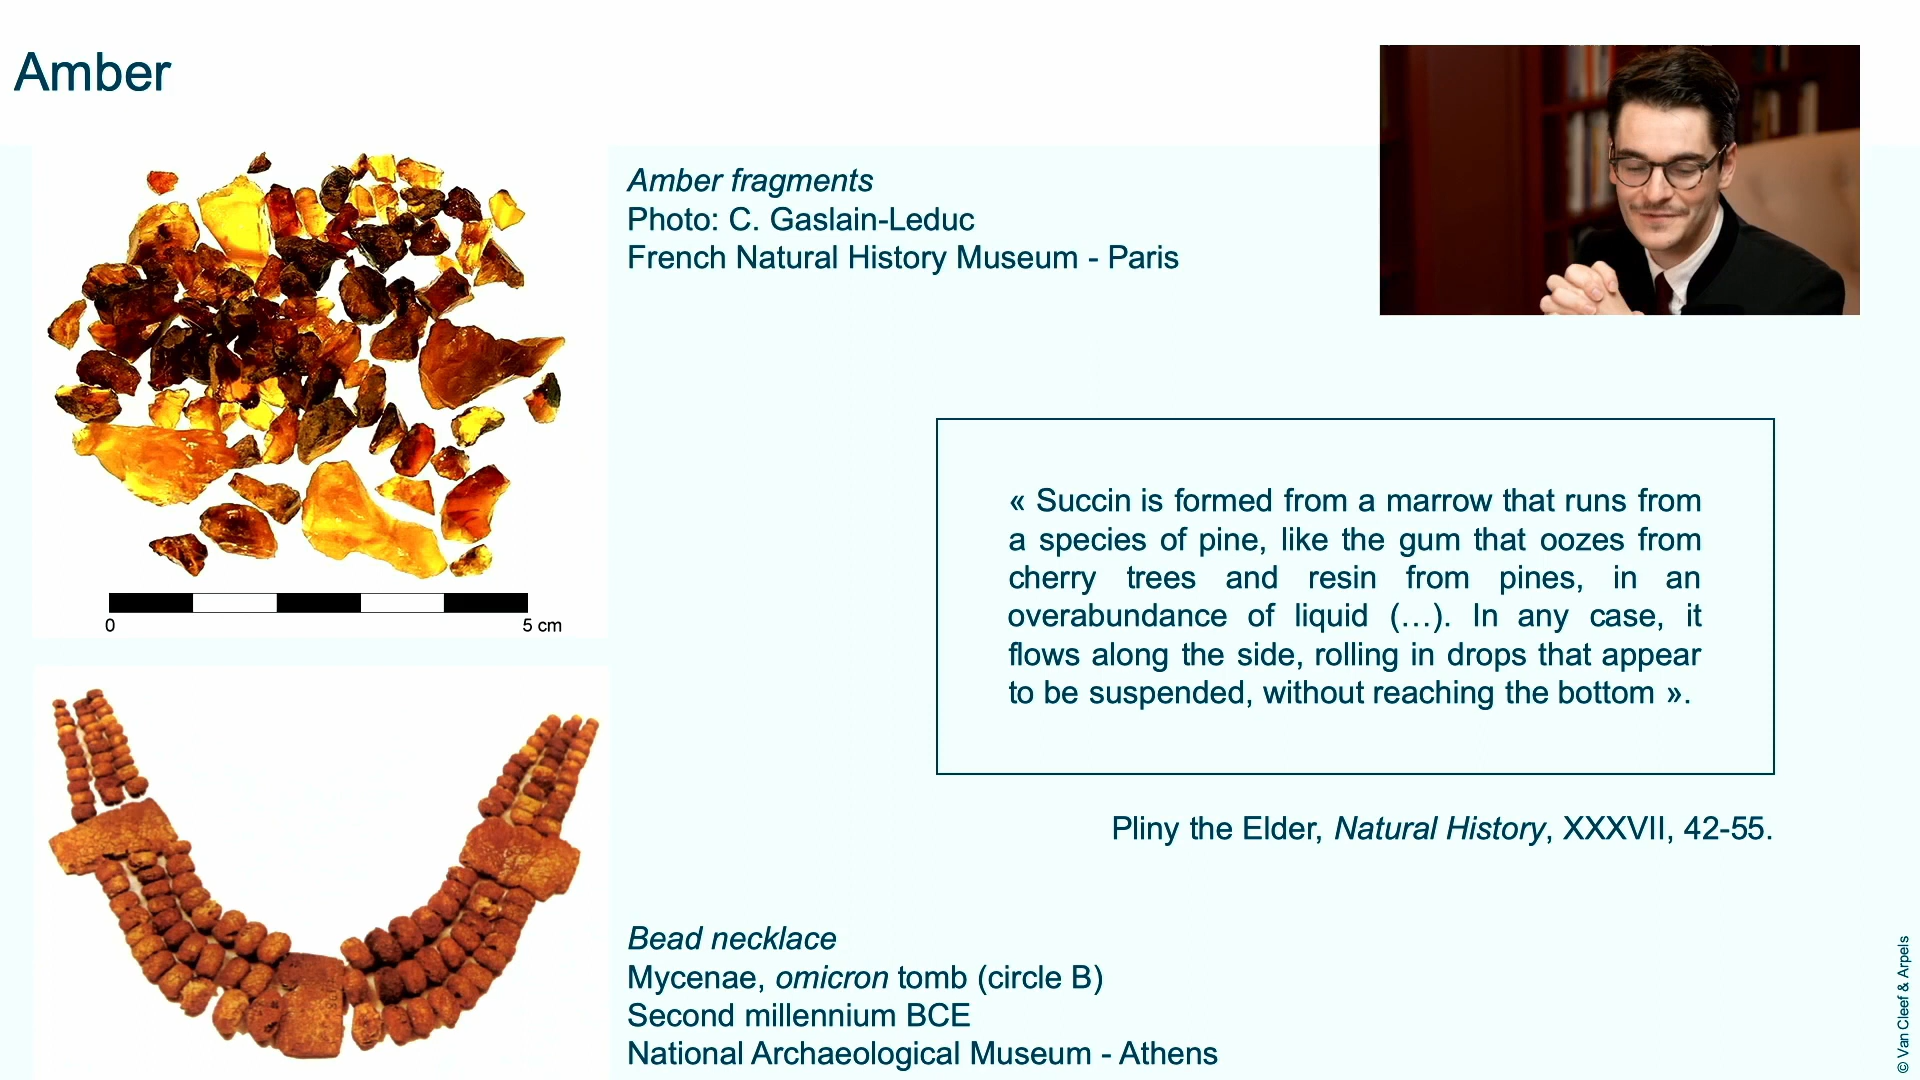 Amber
Amber fragments
Photo: C. Gaslain-Leduc
French Natural History Museum - Paris
0
5 cm
« Succin is formed from a marrow that runs from
a species of pine, like the gum that oozes from
cherry trees and resin from pines, in an
overabundance of liquid (…). In any case, it
flows along the side, rolling in drops that appear
to be suspended, without reaching the bottom ».
Pliny the Elder, Natural History, XXXVII, 42-55.
Bead necklace
Mycenae, omicron tomb (circle B)
Second millennium BCE
National Archaeological Museum - Athens
© Van Cleef & Arpels